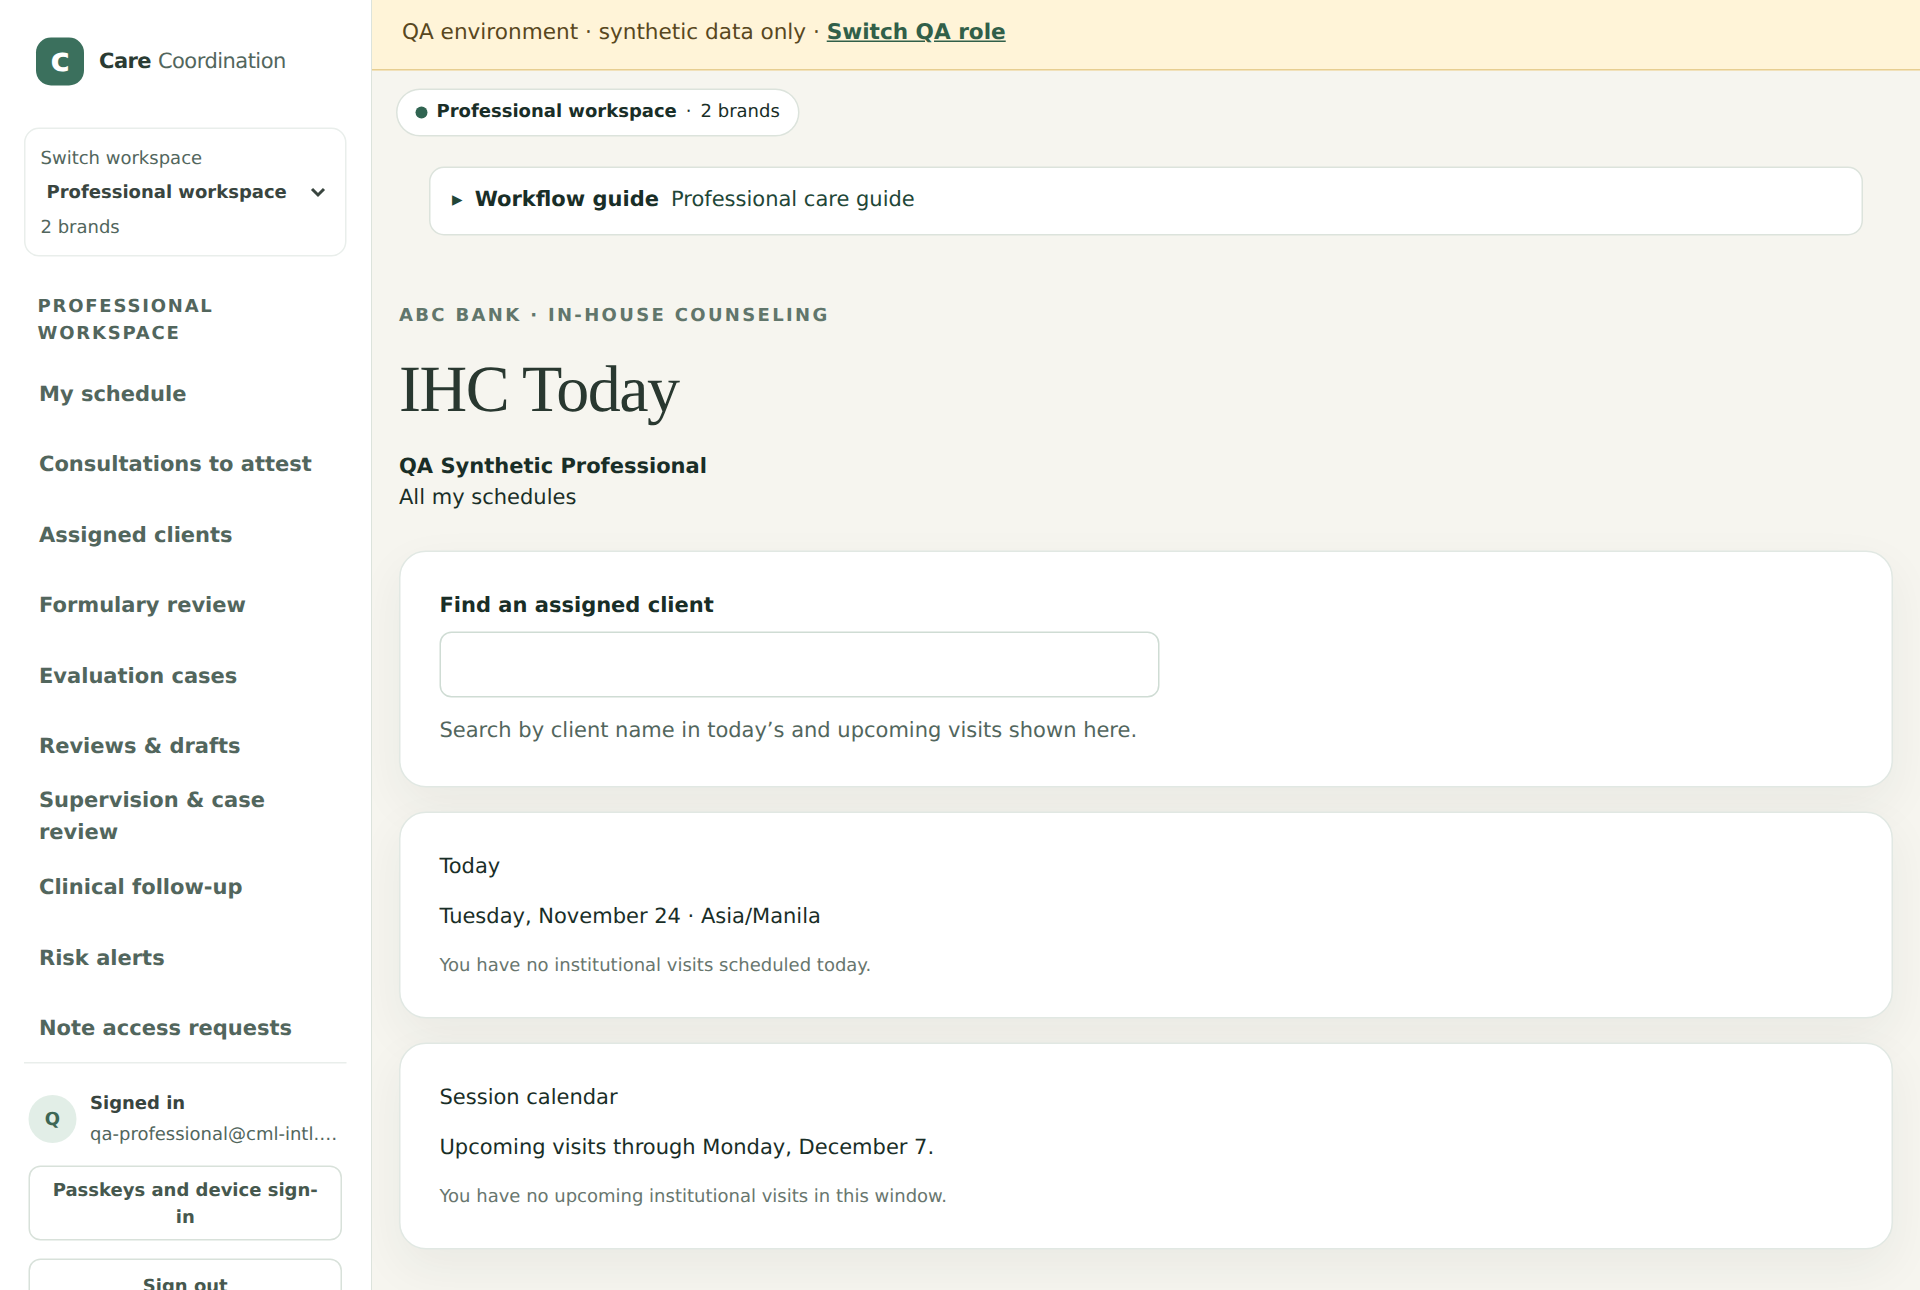 C Care Coordination
Switch workspace
Professional workspace
2 brands
PROFESSIONAL
WORKSPACE
My schedule
Consultations to attest
Assigned clients
Formulary review
Evaluation cases
Reviews & drafts
Supervision & case
review
Clinical follow-up
Risk alerts
Note access requests
Q
Signed in
qa-professional@cml-intl.…
Passkeys and device sign-
in
Sign out
QA environment · synthetic data only · Switch QA role
Professional workspace · 2 brands
▸ Workflow guide Professional care guide
ABC BANK · IN-HOUSE COUNSELING
IHC Today
QA Synthetic Professional
All my schedules
Find an assigned client
Search by client name in today’s and upcoming visits shown here.
Today
Tuesday, November 24 · Asia/Manila
You have no institutional visits scheduled today.
Session calendar
Upcoming visits through Monday, December 7.
You have no upcoming institutional visits in this window.